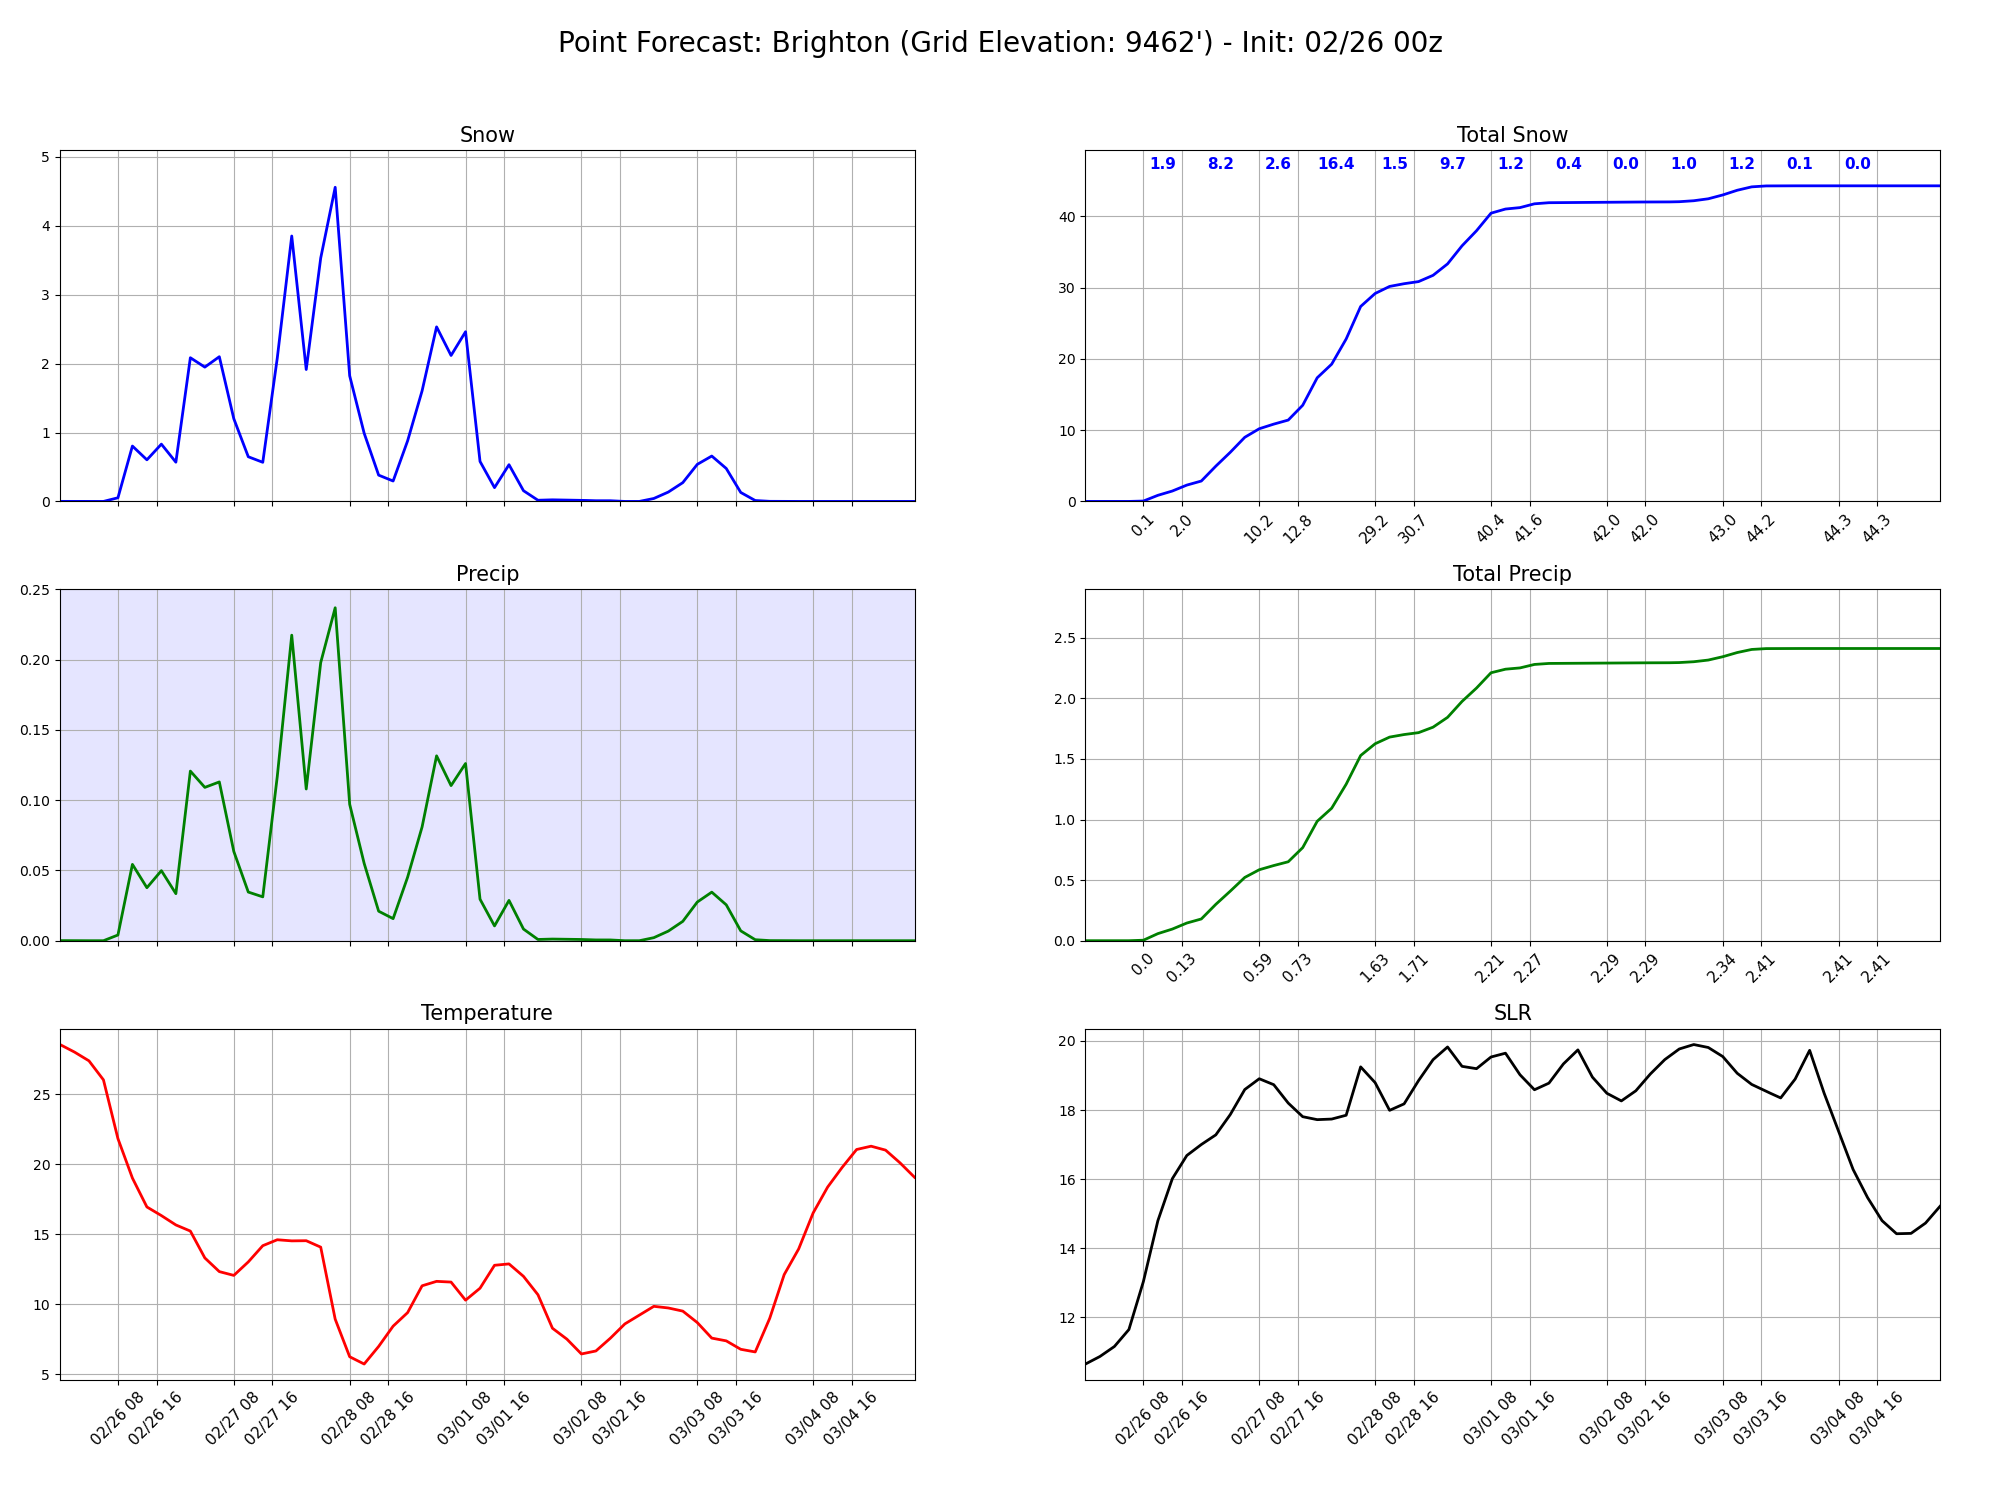 Point Forecast: Brighton (Grid Elevation: 9462') - Init: 02/26 00z
Snow
5
4
3
2
1
0
Total Snow
1.9 8.2 2.6 16.4 1.5 9.7 1.2 0.4 0.0 1.0 1.2 0.1 0.0
40
30
20
10
0
0.1 2.0 10.2 12.8 29.2 30.7 40.4 41.6 42.0 42.0 43.0 44.2 44.3 44.3
Precip
0.25
0.20
0.15
0.10
0.05
0.00
Total Precip
2.5
2.0
1.5
1.0
0.5
0.0
0.0 0.13 0.59 0.73 1.63 1.71 2.21 2.27 2.29 2.29 2.34 2.41 2.41 2.41
Temperature
25
20
15
10
5
02/26 08 02/26 16 02/27 08 02/27 16 02/28 08 02/28 16 03/01 08 03/01 16 03/02 08 03/02 16 03/03 08 03/03 16 03/04 08 03/04 16
SLR
20
18
16
14
12
02/26 08 02/26 16 02/27 08 02/27 16 02/28 08 02/28 16 03/01 08 03/01 16 03/02 08 03/02 16 03/03 08 03/03 16 03/04 08 03/04 16